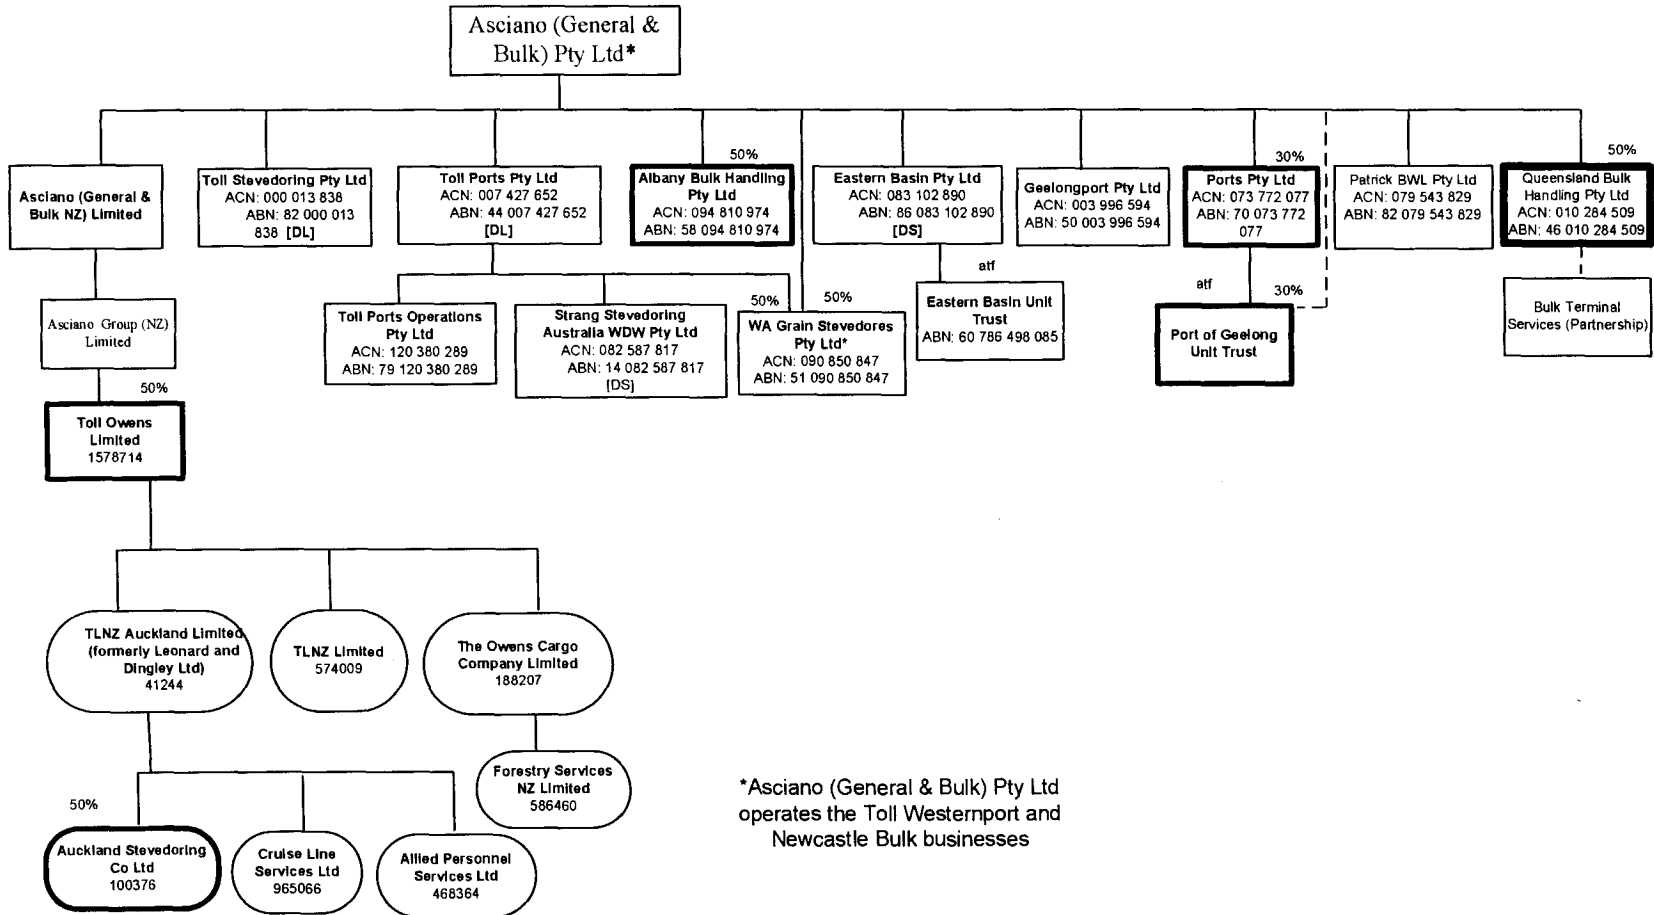 Asciano (General &
Bulk) Pty Ltd*
Asciano (General &
Bulk NZ) Limited
Toll Stevedoring Pty Ltd
ACN: 000 013 838
ABN: 82 000 013
838 [DL]
Toll Ports Pty Ltd
ACN: 007 427 652
ABN: 44 007 427 652
[DL]
50%
Albany Bulk Handling
Pty Ltd
ACN: 094 810 974
ABN: 58 094 810 974
Eastern Basin Pty Ltd
ACN: 083 102 890
ABN: 86 083 102 890
[DS]
Geelongport Pty Ltd
ACN: 003 996 594
ABN: 50 003 996 594
30%
Ports Pty Ltd
ACN: 073 772 077
ABN: 70 073 772
077
Patrick BWL Pty Ltd
ACN: 079 543 829
ABN: 82 079 543 829
50%
Queensland Bulk
Handling Pty Ltd
ACN: 010 284 509
ABN: 46 010 284 509
Asciano Group (NZ)
Limited
Toll Ports Operations
Pty Ltd
ACN: 120 380 289
ABN: 79 120 380 289
Strang Stevedoring
Australia WDW Pty Ltd
ACN: 082 587 817
ABN: 14 082 587 817
[DS]
50%
50%
WA Grain Stevedores
Pty Ltd*
ACN: 090 850 847
ABN: 51 090 850 847
atf
Eastern Basin Unit
Trust
ABN: 60 786 498 085
atf
30%
Port of Geelong
Unit Trust
Bulk Terminal
Services (Partnership)
50%
Toll Owens
Limited
1578714
TLNZ Auckland Limited
(formerly Leonard and
Dingley Ltd)
41244
TLNZ Limited
574009
The Owens Cargo
Company Limited
188207
Forestry Services
NZ Limited
586460
50%
Auckland Stevedoring
Co Ltd
100376
Cruise Line
Services Ltd
965066
Allied Personnel
Services Ltd
468364
*Asciano (General & Bulk) Pty Ltd
operates the Toll Westernport and
Newcastle Bulk businesses